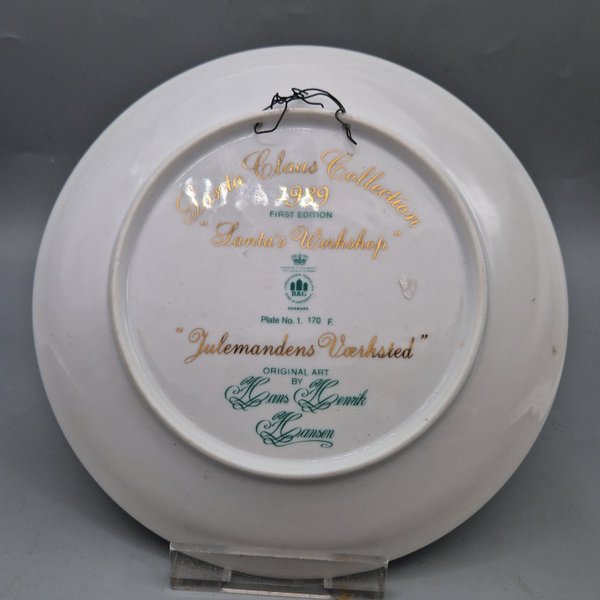 Santa Claus Collection
1989
FIRST EDITION
"Santa's Workshop"
B&G
DENMARK
Plate No. 1. 170 F.
"Julemandens Værksted"
ORIGINAL ART
BY
Hans Henrik
Hansen